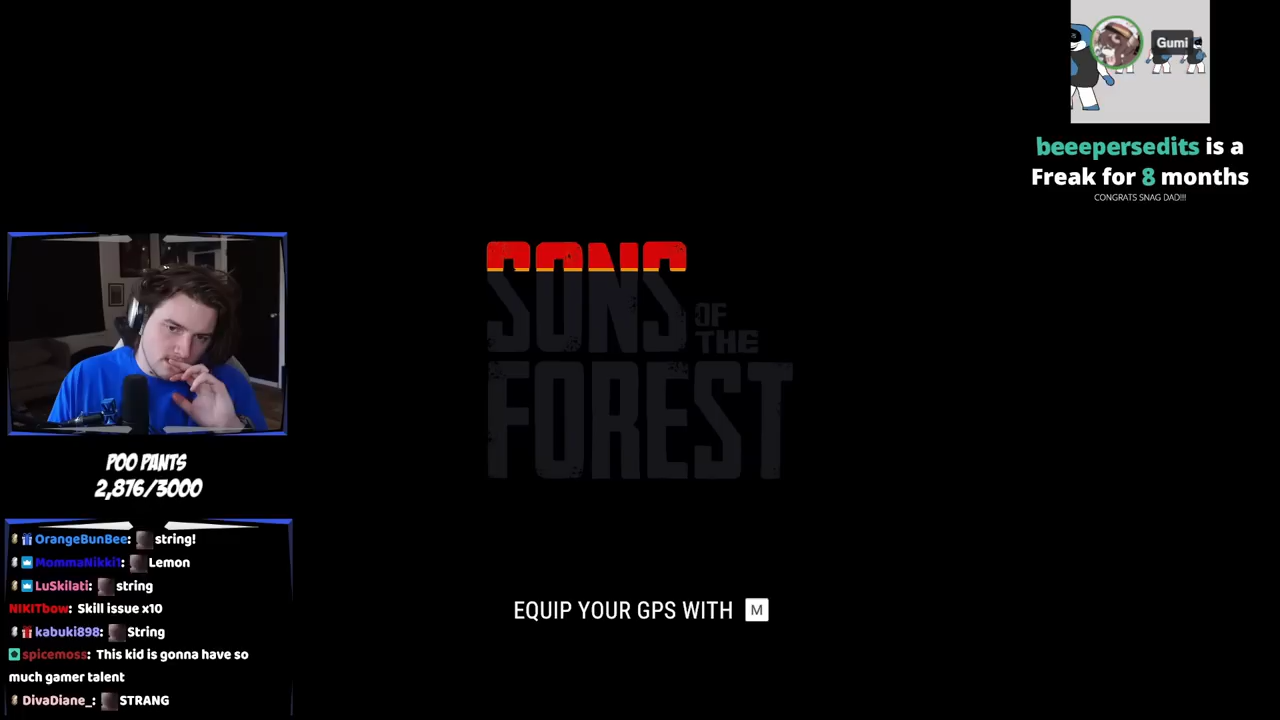 Gumi
beeepersedits is a
Freak for 8 months
CONGRATS SNAG DAD!!!
SONS
OF
THE
FOREST
POO PANTS
2,876/3000
EQUIP YOUR GPS WITH M
OrangeBunBee: string!
MommaNikki1: Lemon
LuSkilati: string
NIKITbow: Skill issue x10
kabuki898: String
spicemoss: This kid is gonna have so
much gamer talent
DivaDiane_: STRANG